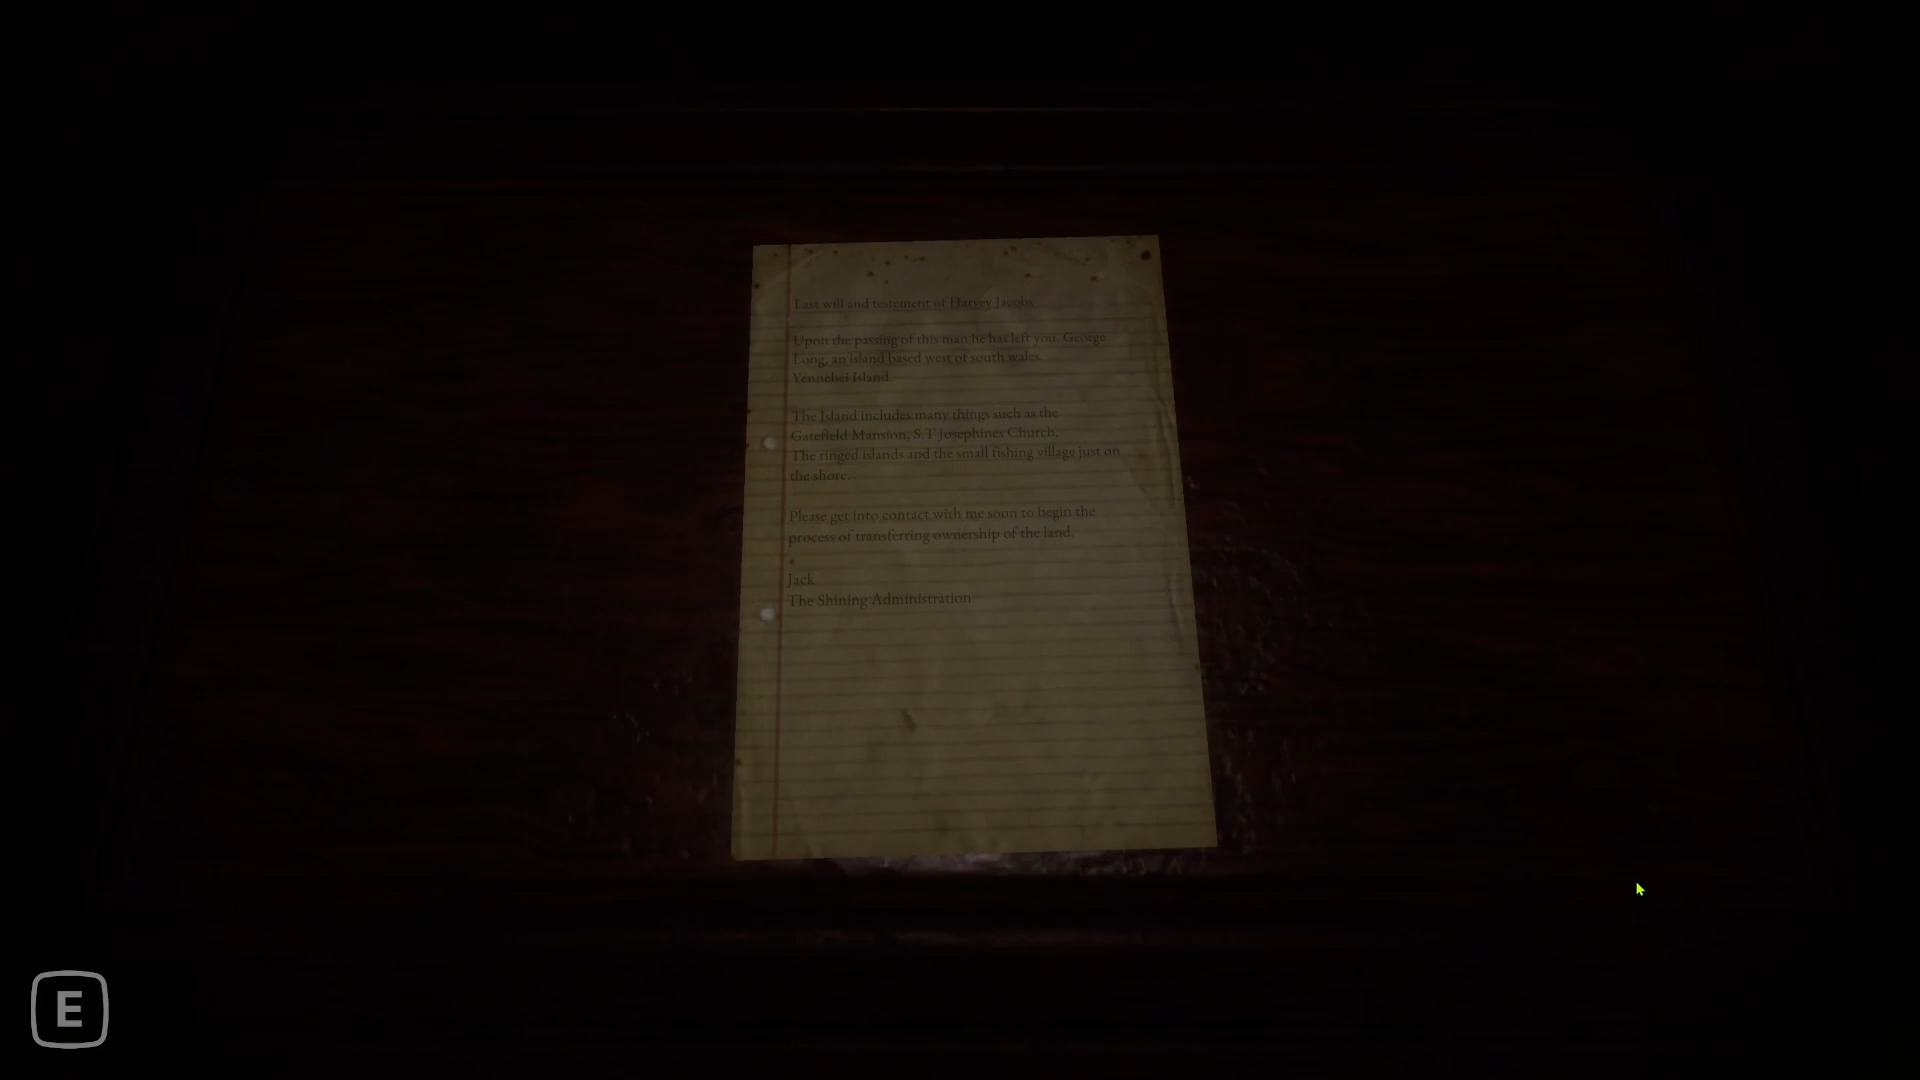 Last will and testement of Harvey Jacobs
Upon the passing of this man he has left you. George
Long, an island based west of south wales.
Yennehei Island.
The Island includes many things such as the
Gatefield Mansion, S.T Josephines Church.
The ringed islands and the small fishing village just on
the shore.
Please get into contact with me soon to begin the
process of transferring ownership of the land.
Jack
The Shining Administration
E